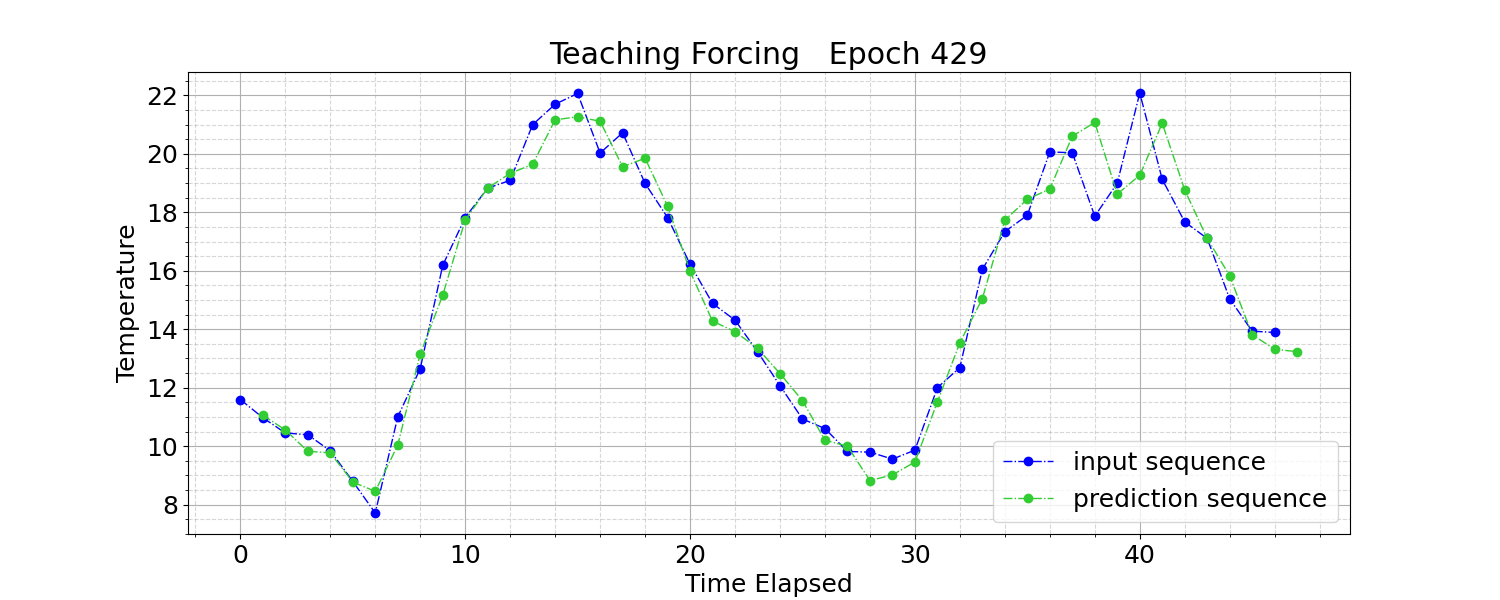 Teaching Forcing   Epoch 429
22
20
18
16
14
12
10
8
Temperature
0 10 20 30 40
Time Elapsed
input sequence
prediction sequence